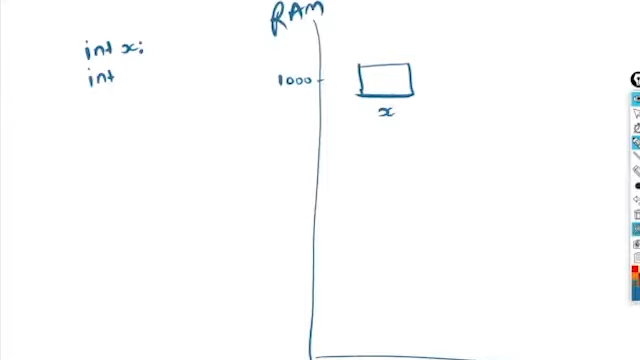 RAM
int x;
int
1000
x